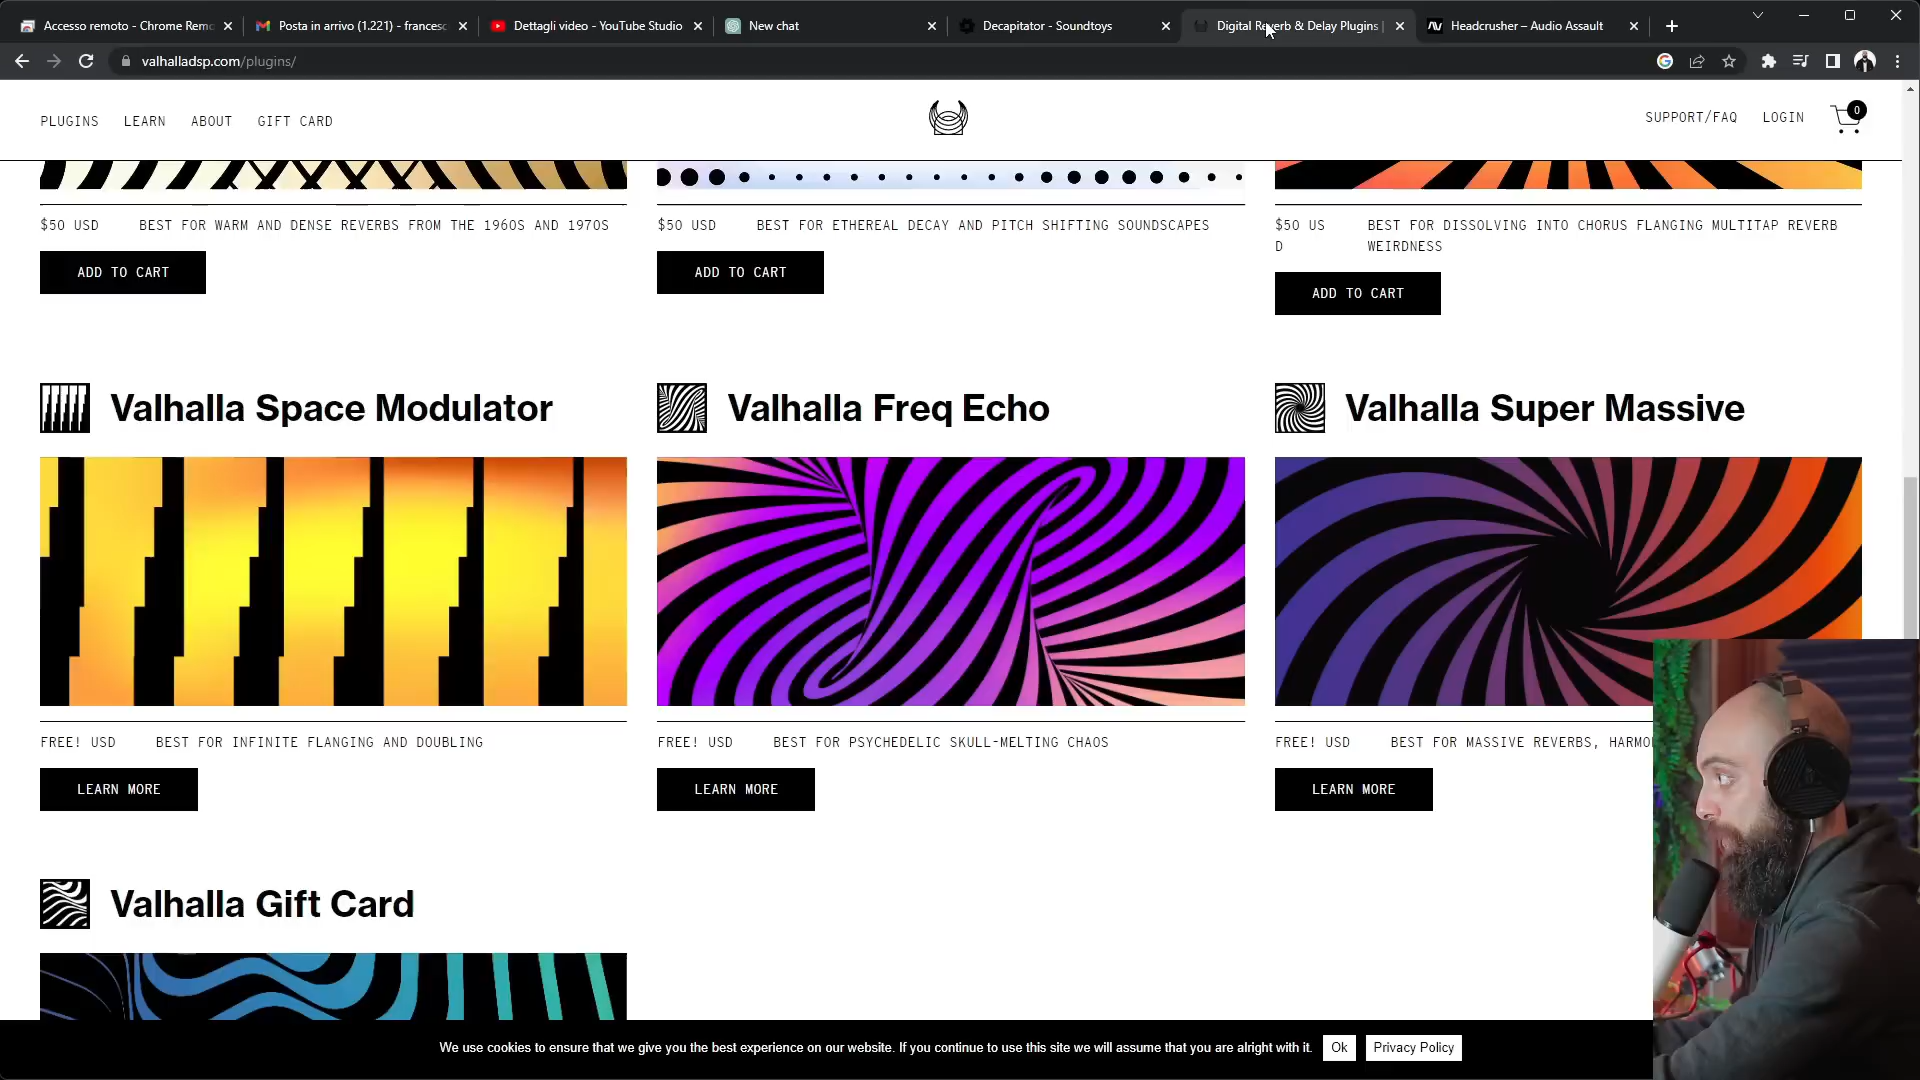 Accesso remoto - Chrome Remo
Posta in arrivo (1.221) - francesc
Dettagli video - YouTube Studio
New chat
Decapitator - Soundtoys
Digital Reverb & Delay Plugins |
Headcrusher – Audio Assault
valhalladsp.com/plugins/
PLUGINS LEARN ABOUT GIFT CARD
SUPPORT/FAQ LOGIN 0
$50 USD BEST FOR WARM AND DENSE REVERBS FROM THE 1960S AND 1970S
ADD TO CART
$50 USD BEST FOR ETHEREAL DECAY AND PITCH SHIFTING SOUNDSCAPES
ADD TO CART
$50 US BEST FOR DISSOLVING INTO CHORUS FLANGING MULTITAP REVERB
D WEIRDNESS
ADD TO CART
Valhalla Space Modulator
FREE! USD BEST FOR INFINITE FLANGING AND DOUBLING
LEARN MORE
Valhalla Freq Echo
FREE! USD BEST FOR PSYCHEDELIC SKULL-MELTING CHAOS
LEARN MORE
Valhalla Super Massive
FREE! USD BEST FOR MASSIVE REVERBS, HARMO
LEARN MORE
Valhalla Gift Card
We use cookies to ensure that we give you the best experience on our website. If you continue to use this site we will assume that you are alright with it. Ok Privacy Policy